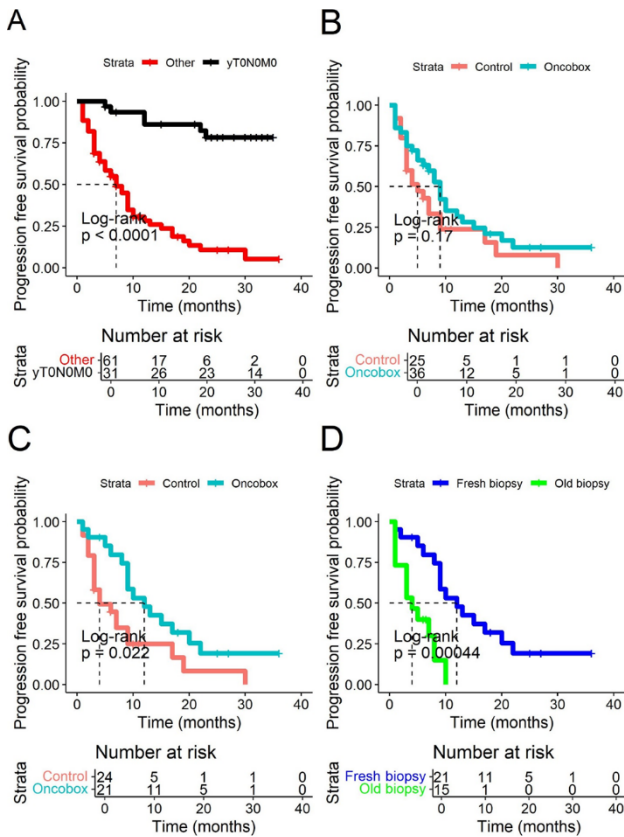 A
Strata Other yT0N0M0
Progression free survival probability
1.00
0.75
0.50
0.25
0.00
Log-rank
p < 0.0001
0 10 20 30 40
Time (months)
Number at risk
Strata
Other 61 17 6 2 0
yT0N0M0 31 26 23 14 0
0 10 20 30 40
Time (months)
B
Strata Control Oncobox
Progression free survival probability
1.00
0.75
0.50
0.25
0.00
Log-rank
p = 0.17
0 10 20 30 40
Time (months)
Number at risk
Strata
Control 25 5 1 1 0
Oncobox 36 12 5 1 0
0 10 20 30 40
Time (months)
C
Strata Control Oncobox
Progression free survival probability
1.00
0.75
0.50
0.25
0.00
Log-rank
p = 0.022
0 10 20 30 40
Time (months)
Number at risk
Strata
Control 24 5 1 1 0
Oncobox 21 11 5 1 0
0 10 20 30 40
Time (months)
D
Strata Fresh biopsy Old biopsy
Progression free survival probability
1.00
0.75
0.50
0.25
0.00
Log-rank
p = 0.00044
0 10 20 30 40
Time (months)
Number at risk
Strata
Fresh biopsy 21 11 5 1 0
Old biopsy 15 1 0 0 0
0 10 20 30 40
Time (months)